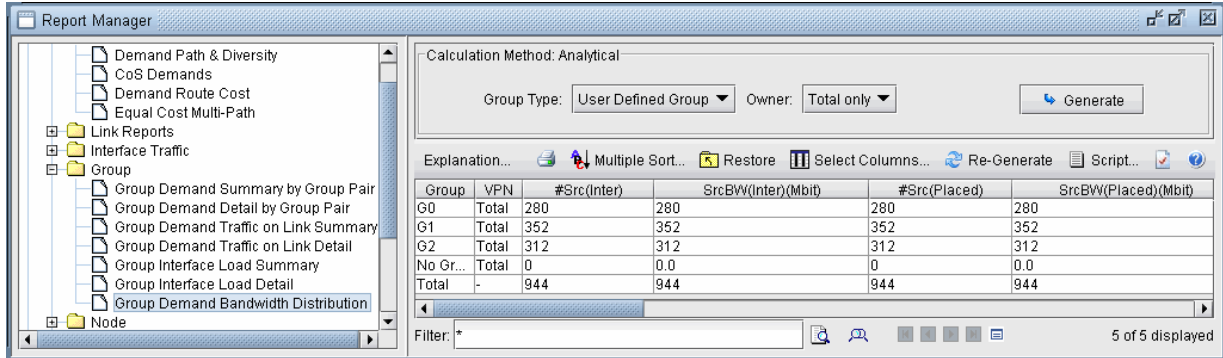 Report Manager
Demand Path & Diversity
CoS Demands
Demand Route Cost
Equal Cost Multi-Path
Link Reports
Interface Traffic
Group
Group Demand Summary by Group Pair
Group Demand Detail by Group Pair
Group Demand Traffic on Link Summary
Group Demand Traffic on Link Detail
Group Interface Load Summary
Group Interface Load Detail
Group Demand Bandwidth Distribution
Node
Calculation Method: Analytical
Group Type: User Defined Group Owner: Total only Generate
Explanation... Multiple Sort... Restore Select Columns... Re-Generate Script...
Group VPN #Src(Inter) SrcBW(Inter)(Mbit) #Src(Placed) SrcBW(Placed)(Mbit)
G0 Total 280 280 280 280
G1 Total 352 352 352 352
G2 Total 312 312 312 312
No Gr... Total 0 0.0 0 0.0
Total - 944 944 944 944
Filter: * 5 of 5 displayed